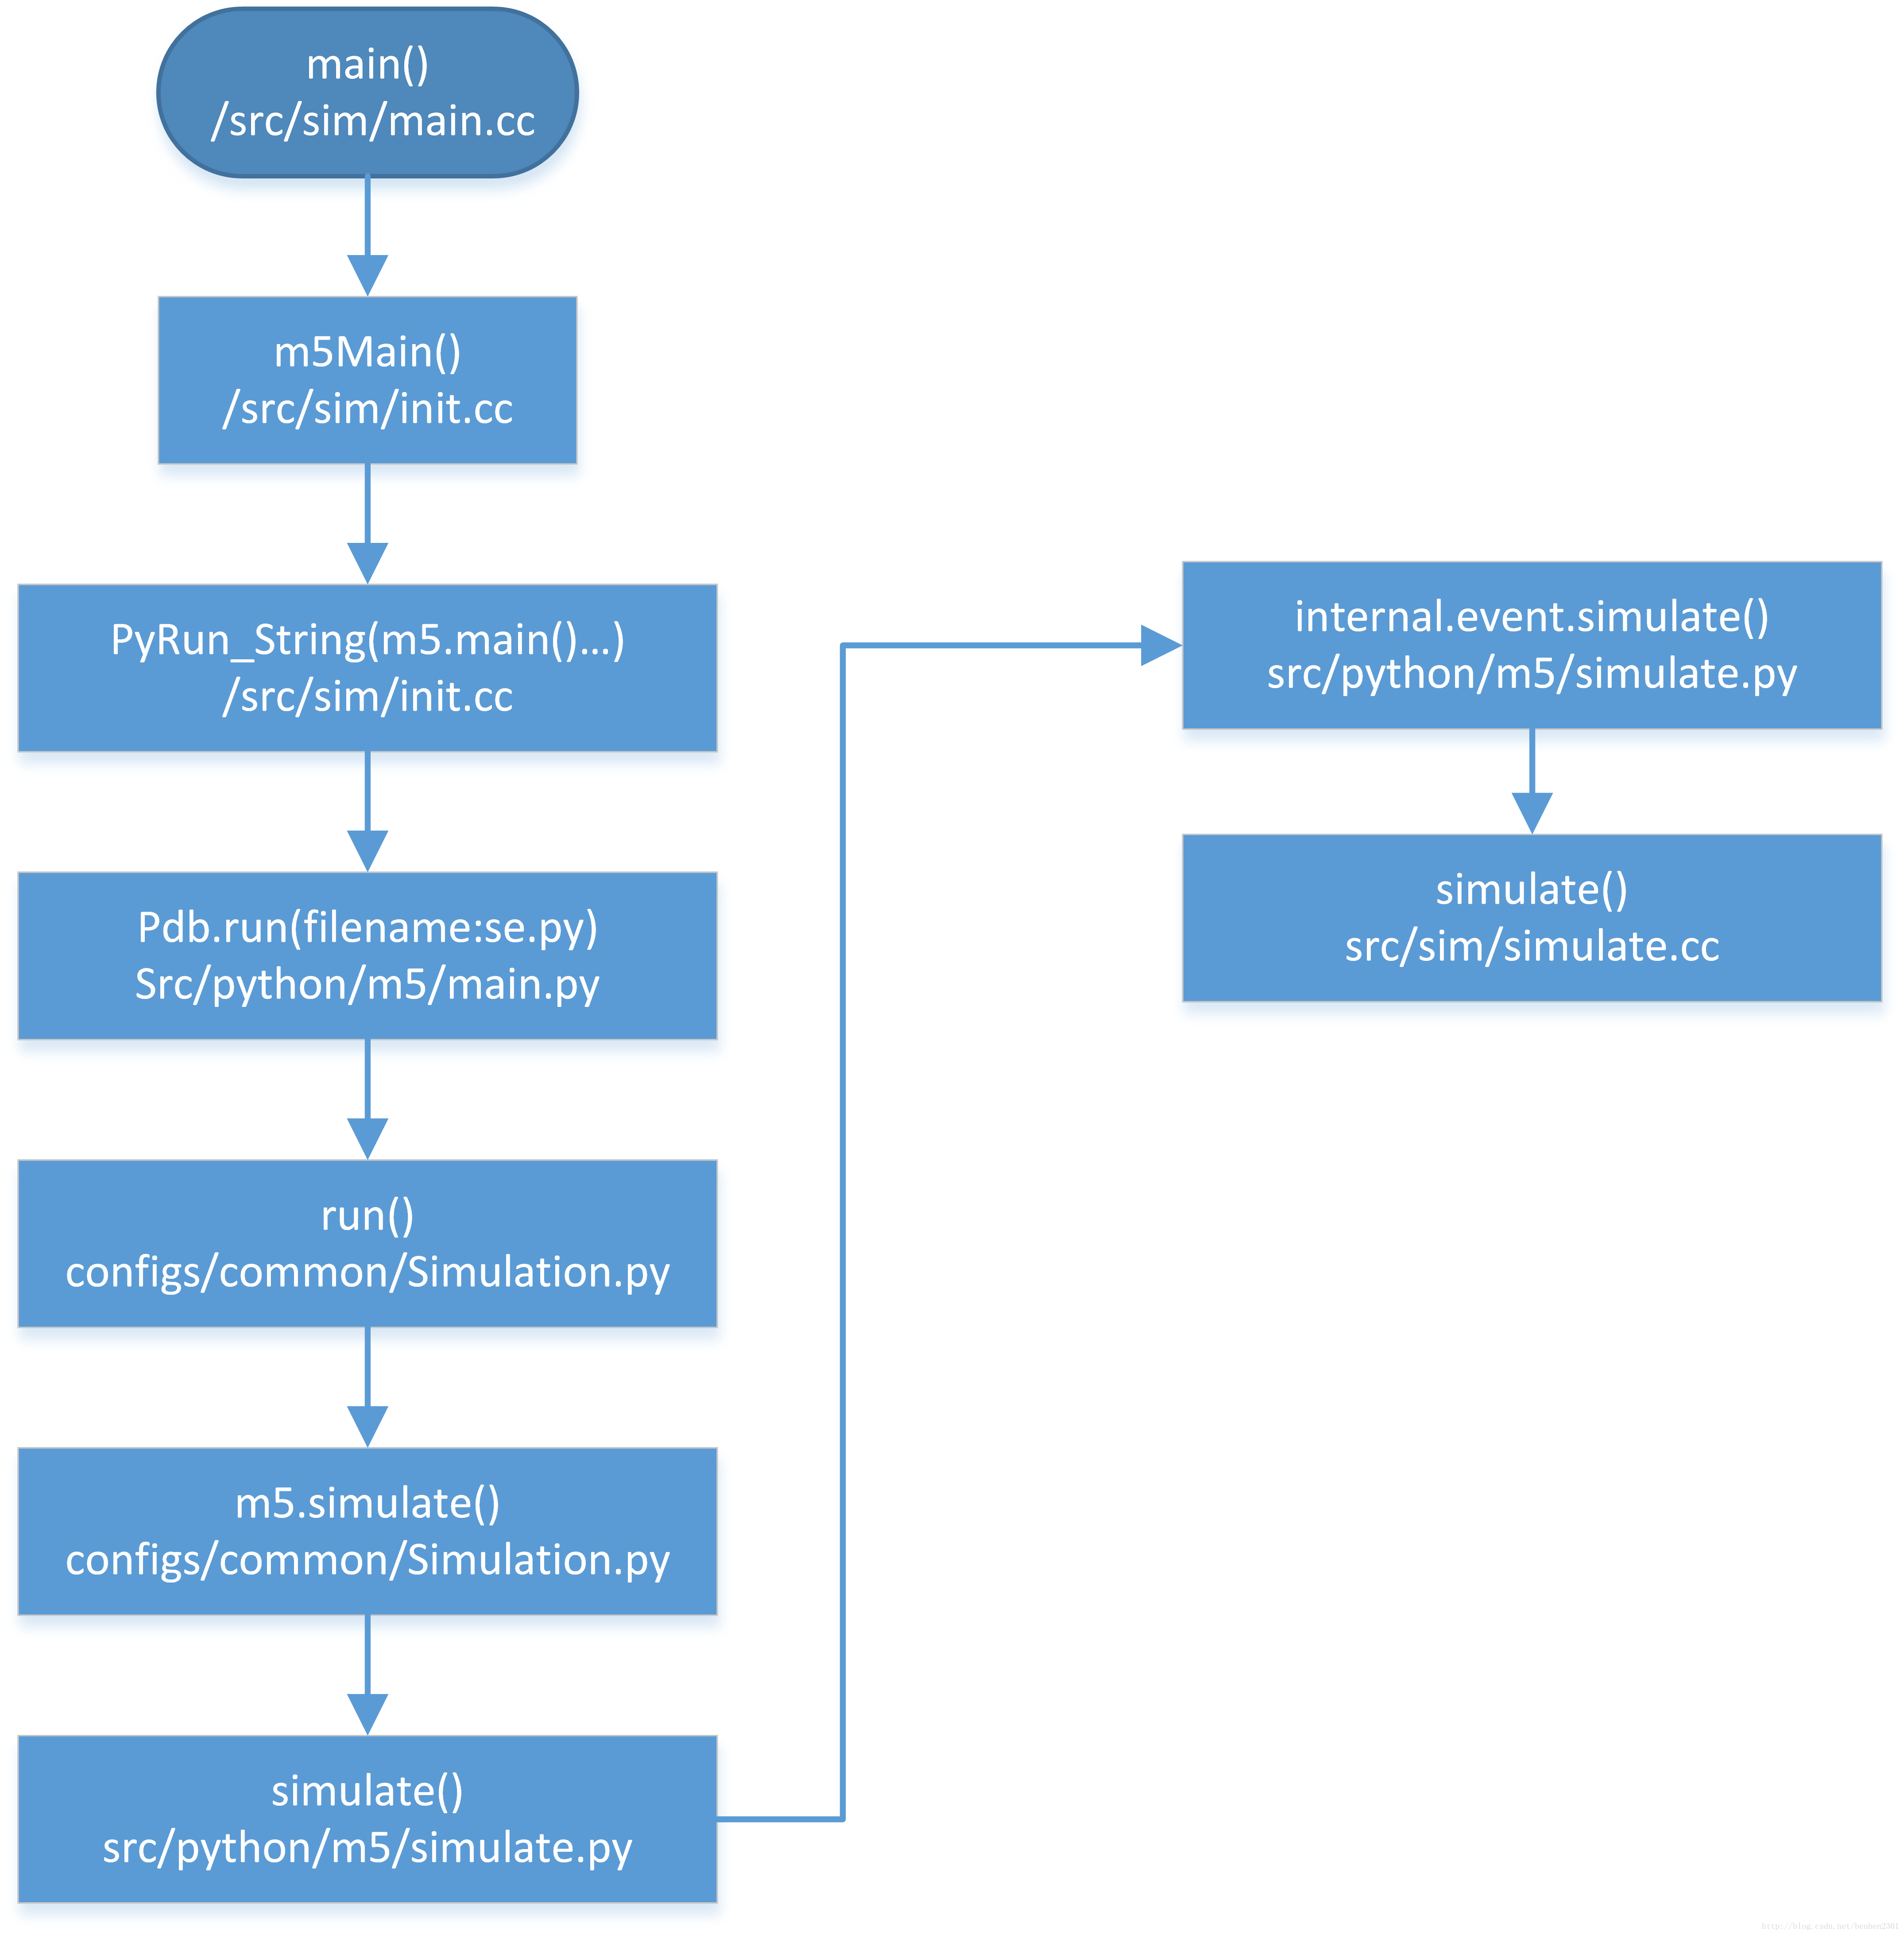 main()
/src/sim/main.cc
m5Main()
/src/sim/init.cc
PyRun_String(m5.main()...)
/src/sim/init.cc
Pdb.run(filename:se.py)
Src/python/m5/main.py
run()
configs/common/Simulation.py
m5.simulate()
configs/common/Simulation.py
simulate()
src/python/m5/simulate.py
internal.event.simulate()
src/python/m5/simulate.py
simulate()
src/sim/simulate.cc